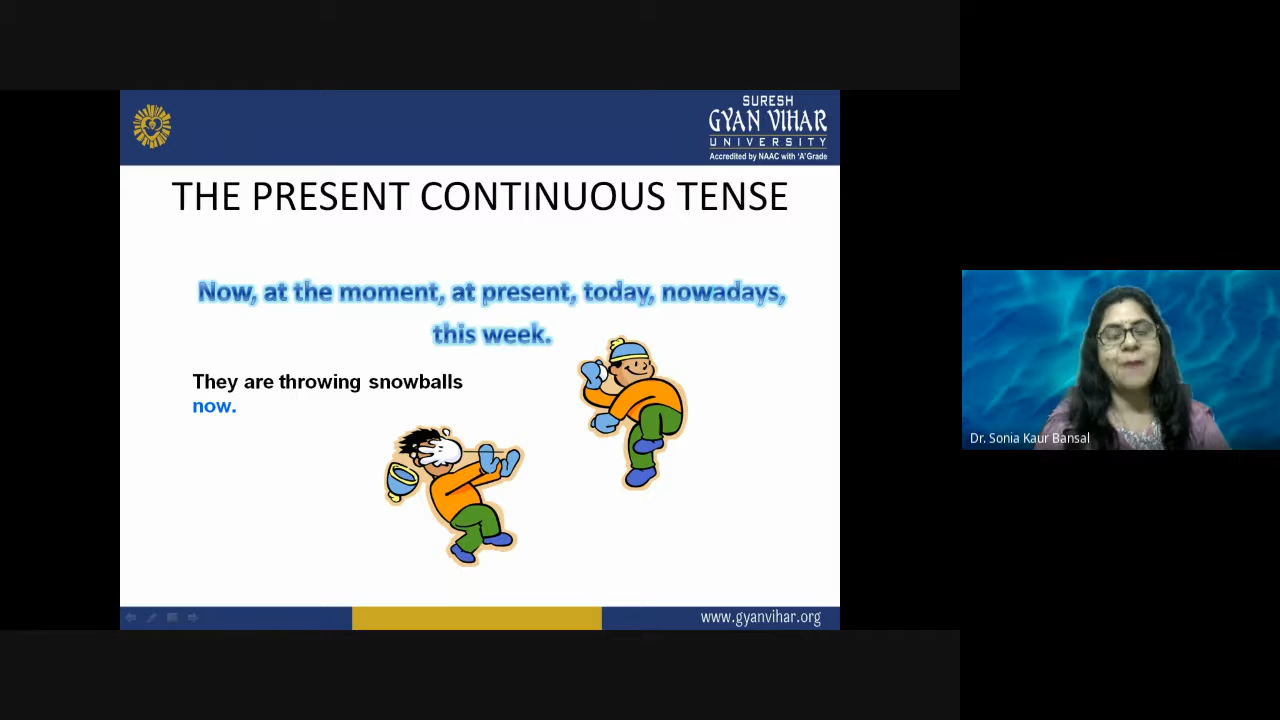 SURESH
GYAN VIHAR
UNIVERSITY
Accredited by NAAC with 'A' Grade
THE PRESENT CONTINUOUS TENSE
Now, at the moment, at present, today, nowadays,
this week.
They are throwing snowballs
now.
Dr. Sonia Kaur Bansal
www.gyanvihar.org